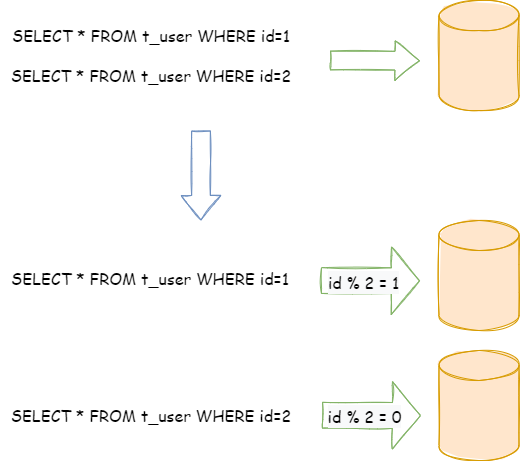 SELECT * FROM t_user WHERE id=1
SELECT * FROM t_user WHERE id=2
SELECT * FROM t_user WHERE id=1
id % 2 = 1
SELECT * FROM t_user WHERE id=2
id % 2 = 0